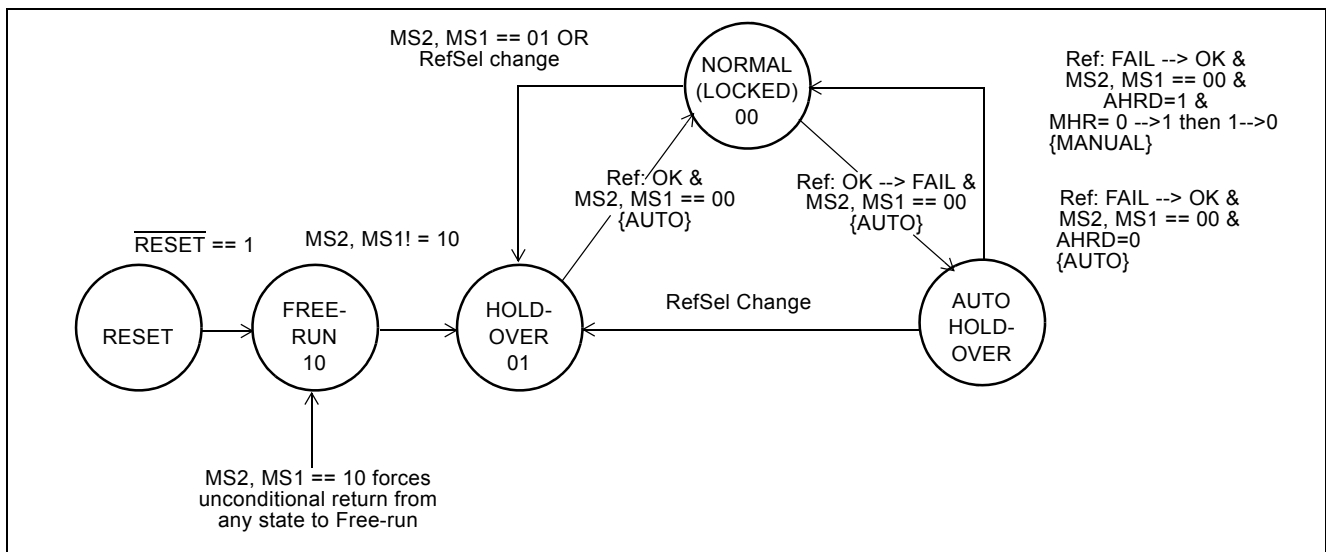 MS2, MS1 == 01 OR
RefSel change
NORMAL
(LOCKED)
00
Ref: FAIL --> OK &
MS2, MS1 == 00 &
AHRD=1 &
MHR= 0 -->1 then 1-->0
{MANUAL}
Ref: OK &
MS2, MS1 == 00
{AUTO}
Ref: OK --> FAIL &
MS2, MS1 == 00
{AUTO}
Ref: FAIL --> OK &
MS2, MS1 == 00 &
AHRD=0
{AUTO}
RESET == 1
MS2, MS1! = 10
RESET
FREE-
RUN
10
HOLD-
OVER
01
RefSel Change
AUTO
HOLD-
OVER
MS2, MS1 == 10 forces
unconditional return from
any state to Free-run